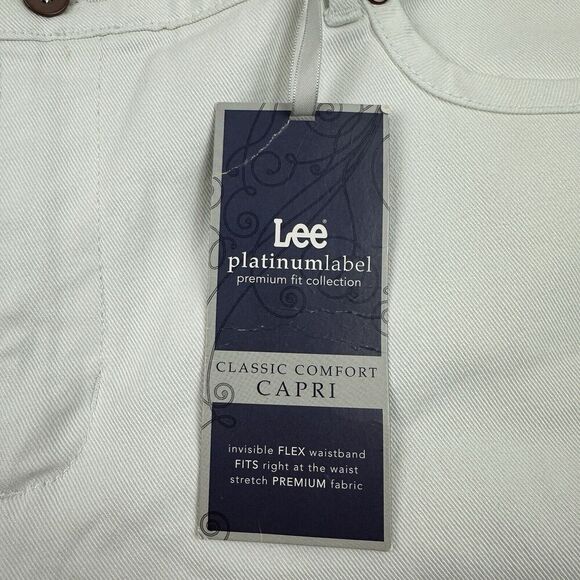 Lee®
platinumlabel
premium fit collection
CLASSIC COMFORT
CAPRI
invisible FLEX waistband
FITS right at the waist
stretch PREMIUM fabric